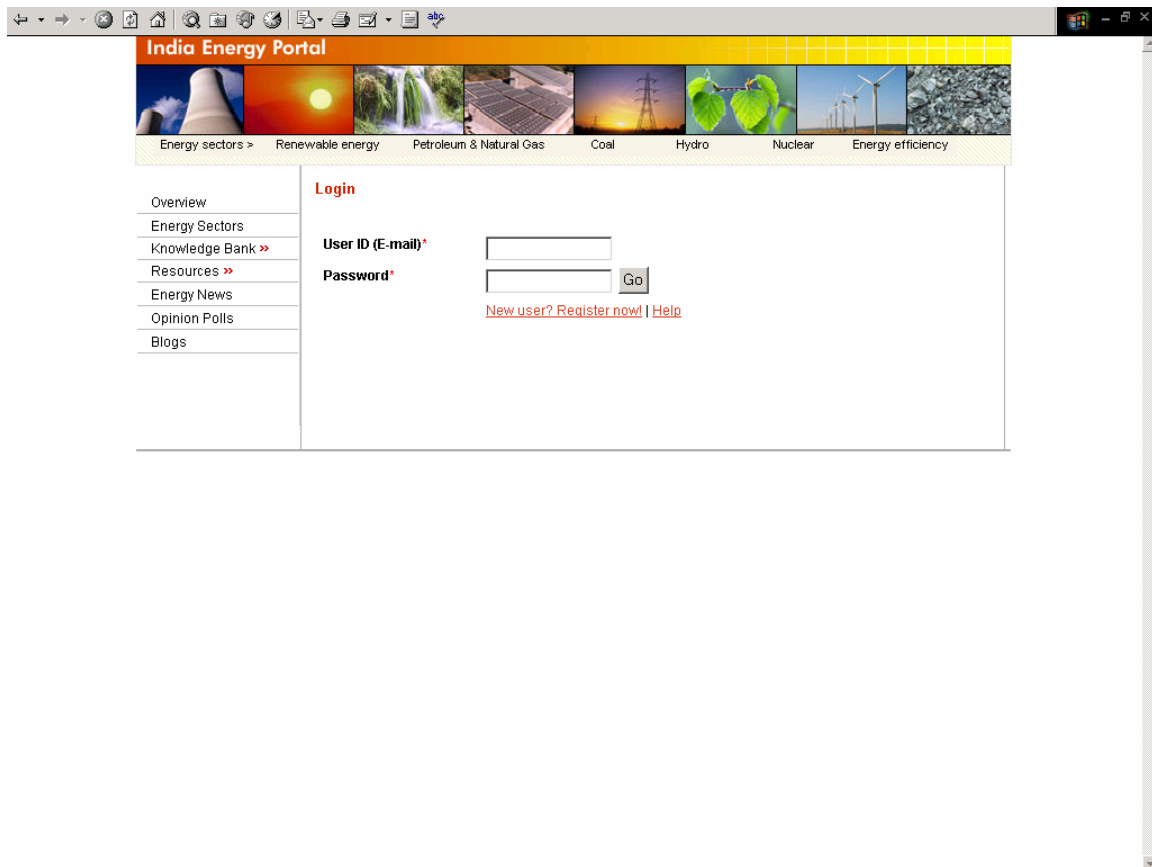 abc
India Energy Portal
Energy sectors > Renewable energy Petroleum & Natural Gas Coal Hydro Nuclear Energy efficiency
Login
Overview
Energy Sectors
Knowledge Bank »
Resources »
Energy News
Opinion Polls
Blogs
User ID (E-mail)*
Password*
Go
New user? Register now! | Help